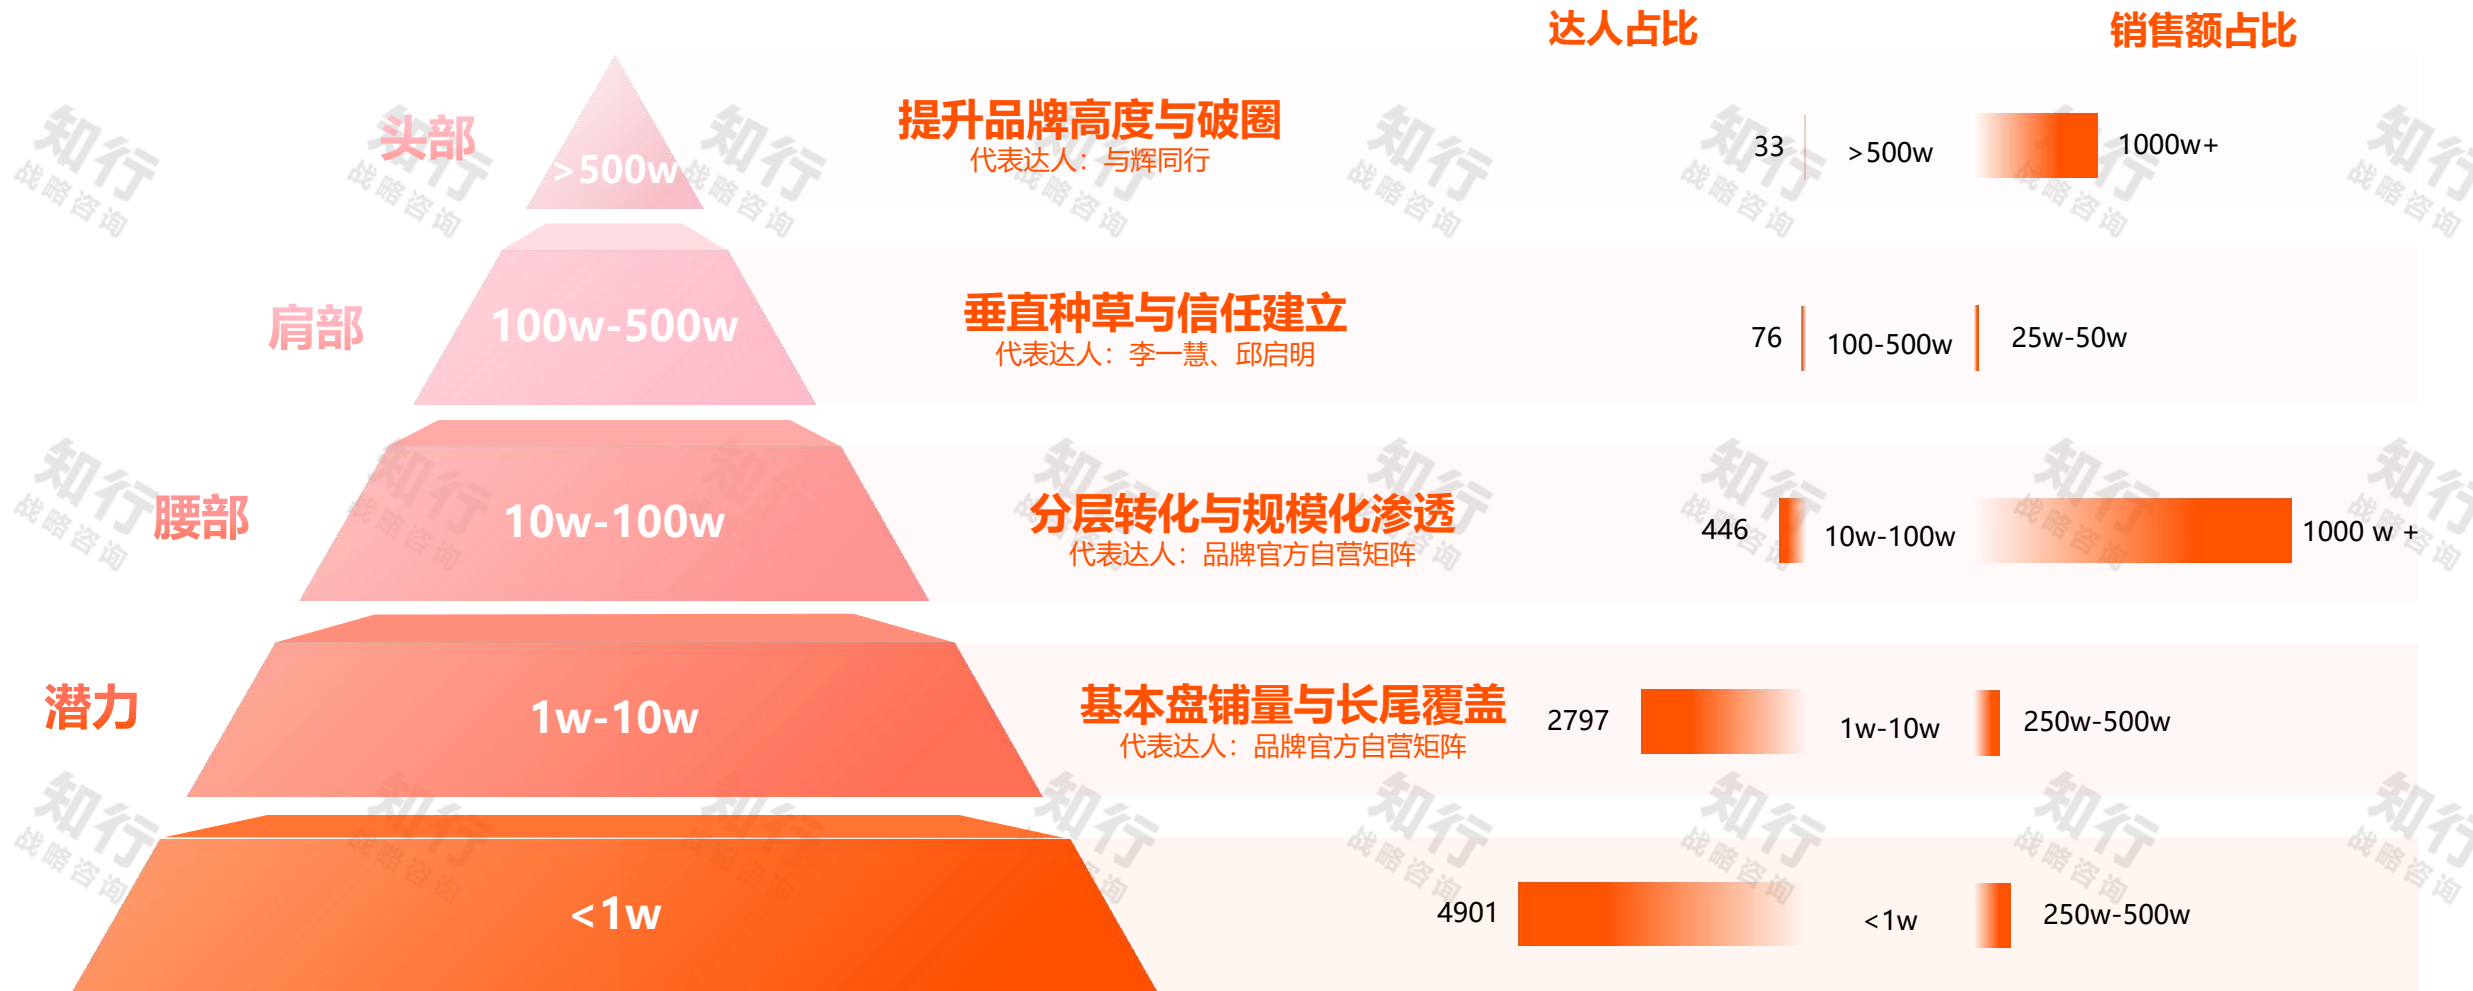 达人占比
销售额占比
头部
>500w
提升品牌高度与破圈
代表达人：与辉同行
33
>500w
1000w+
肩部
100w-500w
垂直种草与信任建立
代表达人：李一慧、邱启明
76
100-500w
25w-50w
腰部
10w-100w
分层转化与规模化渗透
代表达人：品牌官方自营矩阵
446
10w-100w
1000 w +
潜力
1w-10w
基本盘铺量与长尾覆盖
代表达人：品牌官方自营矩阵
2797
1w-10w
250w-500w
<1w
4901
<1w
250w-500w
知行
战略咨询